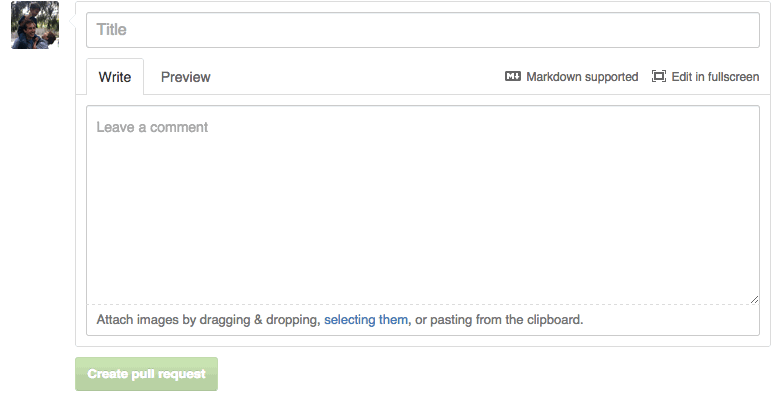 Title
Write Preview Markdown supported Edit in fullscreen
Leave a comment
Attach images by dragging & dropping, selecting them, or pasting from the clipboard.
Create pull request